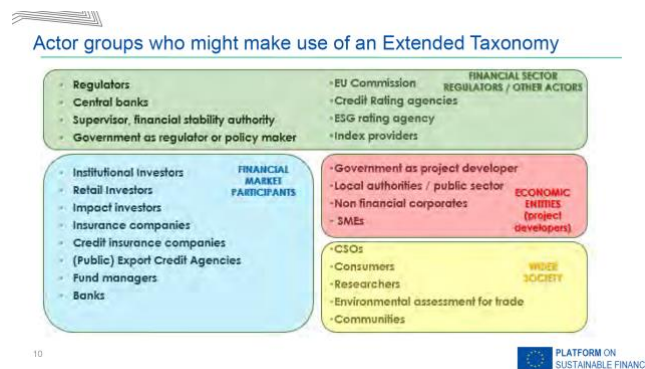 Actor groups who might make use of an Extended Taxonomy
Regulators
Central banks
Supervisor, financial stability authority
Government as regulator or policy maker
EU Commission
Credit Rating agencies
ESG rating agency
Index providers
FINANCIAL SECTOR
REGULATORS / OTHER ACTORS
Institutional Investors
Retail Investors
Impact investors
Insurance companies
Credit insurance companies
(Public) Export Credit Agencies
Fund managers
Banks
FINANCIAL
MARKET
PARTICIPANTS
Government as project developer
Local authorities / public sector
Non financial corporates
SMEs
ECONOMIC
ENTITIES
(project
developers)
CSOs
Consumers
Researchers
Environmental assessment for trade
Communities
WIDER
SOCIETY
10
PLATFORM ON
SUSTAINABLE FINANC